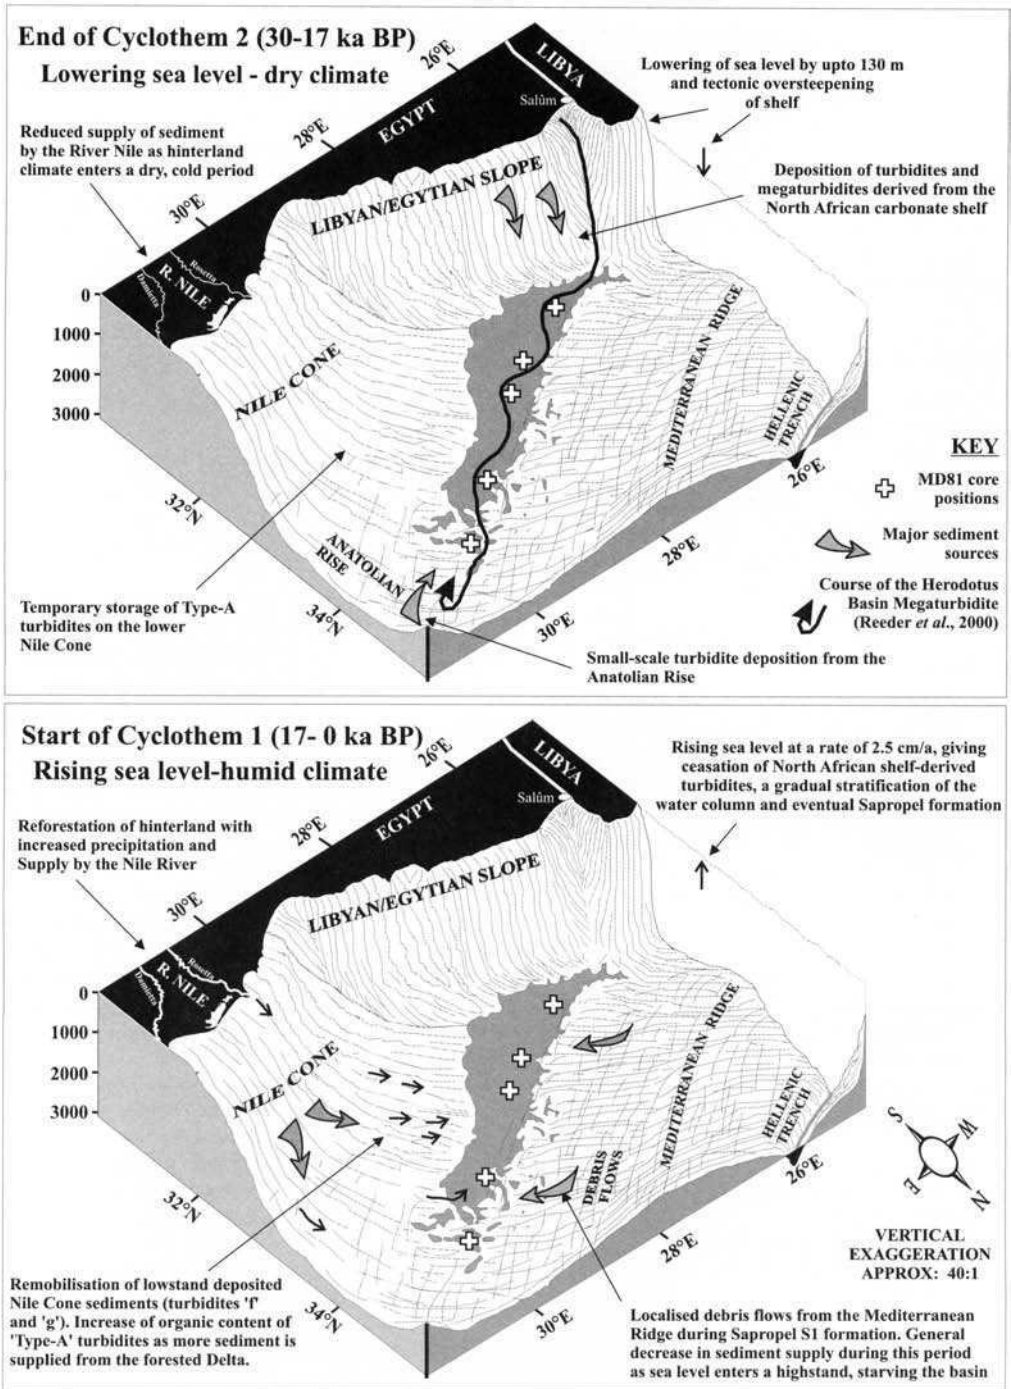 End of Cyclothem 2 (30-17 ka BP)
Lowering sea level - dry climate
Reduced supply of sediment
by the River Nile as hinterland
climate enters a dry, cold period
Lowering of sea level by upto 130 m
and tectonic oversteepening
of shelf
Deposition of turbidites and
megaturbidites derived from the
North African carbonate shelf
26°E
LIBYA
Salûm
EGYPT
28°E
30°E
LIBYAN/EGYTIAN SLOPE
Rosetta
R. NILE
Damietta
0
1000
2000
3000
NILE CONE
MEDITERRANEAN RIDGE
HELLENIC
TRENCH
26°E
32°N
ANATOLIAN
RISE
28°E
34°N
30°E
KEY
MD81 core
positions
Major sediment
sources
Course of the Herodotus
Basin Megaturbidite
(Reeder et al., 2000)
Temporary storage of Type-A
turbidites on the lower
Nile Cone
Small-scale turbidite deposition from the
Anatolian Rise
Start of Cyclothem 1 (17- 0 ka BP)
Rising sea level-humid climate
Reforestation of hinterland with
increased precipitation and
Supply by the Nile River
Rising sea level at a rate of 2.5 cm/a, giving
ceasation of North African shelf-derived
turbidites, a gradual stratification of the
water column and eventual Sapropel formation
26°E
LIBYA
Salûm
EGYPT
28°E
30°E
LIBYAN/EGYTIAN SLOPE
Rosetta
R. NILE
Damietta
0
1000
2000
3000
NILE CONE
MEDITERRANEAN RIDGE
HELLENIC
TRENCH
DEBRIS
FLOWS
26°E
32°N
28°E
34°N
30°E
S
W
E
N
VERTICAL
EXAGGERATION
APPROX: 40:1
Remobilisation of lowstand deposited
Nile Cone sediments (turbidites 'f'
and 'g'). Increase of organic content of
'Type-A' turbidites as more sediment is
supplied from the forested Delta.
Localised debris flows from the Mediterranean
Ridge during Sapropel S1 formation. General
decrease in sediment supply during this period
as sea level enters a highstand, starving the basin